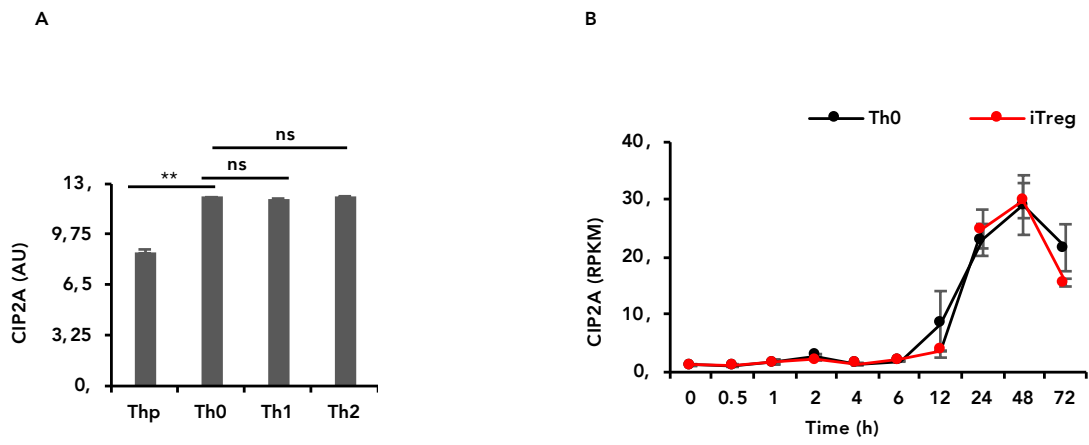 A
ns
ns
**
13,
9,75
6,5
3,25
0,
CIP2A (AU)
Thp Th0 Th1 Th2
B
Th0 iTreg
40,
30,
20,
10,
0,
CIP2A (RPKM)
0 0.5 1 2 4 6 12 24 48 72
Time (h)